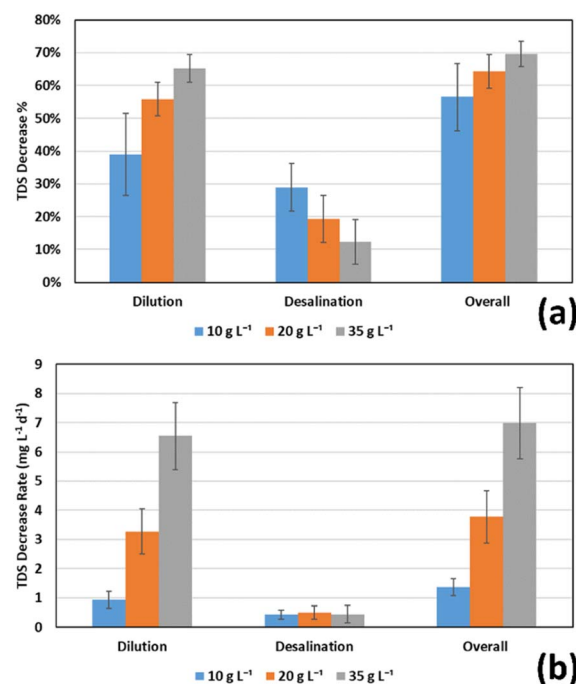 80%
70%
60%
50%
40%
30%
20%
10%
0%
TDS Decrease %
Dilution Desalination Overall
10 g L⁻¹ 20 g L⁻¹ 35 g L⁻¹
(a)
9
8
7
6
5
4
3
2
1
0
TDS Decrease Rate (mg L⁻¹ d⁻¹)
Dilution Desalination Overall
10 g L⁻¹ 20 g L⁻¹ 35 g L⁻¹
(b)